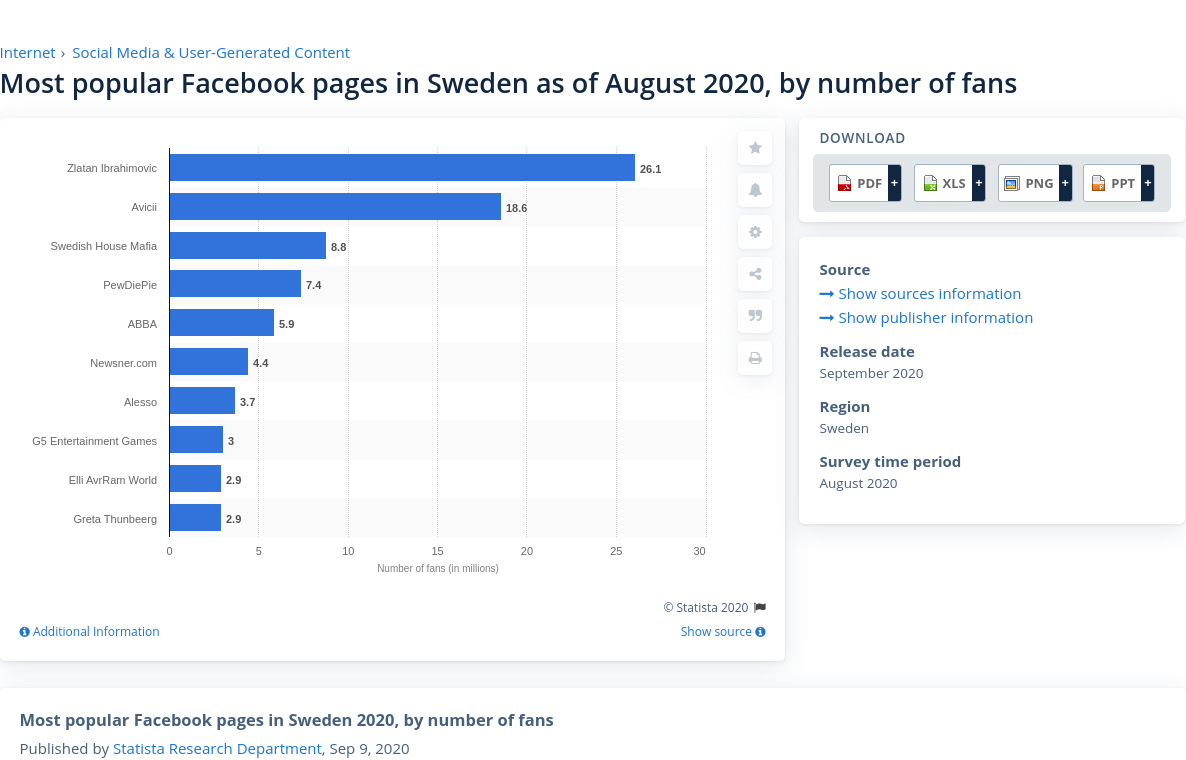 Internet › Social Media & User-Generated Content
Most popular Facebook pages in Sweden as of August 2020, by number of fans
Zlatan Ibrahimovic 26.1
Avicii 18.6
Swedish House Mafia 8.8
PewDiePie 7.4
ABBA 5.9
Newsner.com 4.4
Alesso 3.7
G5 Entertainment Games 3
Elli AvrRam World 2.9
Greta Thunbeerg 2.9
0 5 10 15 20 25 30
Number of fans (in millions)
© Statista 2020
Additional Information
Show source
DOWNLOAD
PDF + XLS + PNG + PPT +
Source
Show sources information
Show publisher information
Release date
September 2020
Region
Sweden
Survey time period
August 2020
Most popular Facebook pages in Sweden 2020, by number of fans
Published by Statista Research Department, Sep 9, 2020